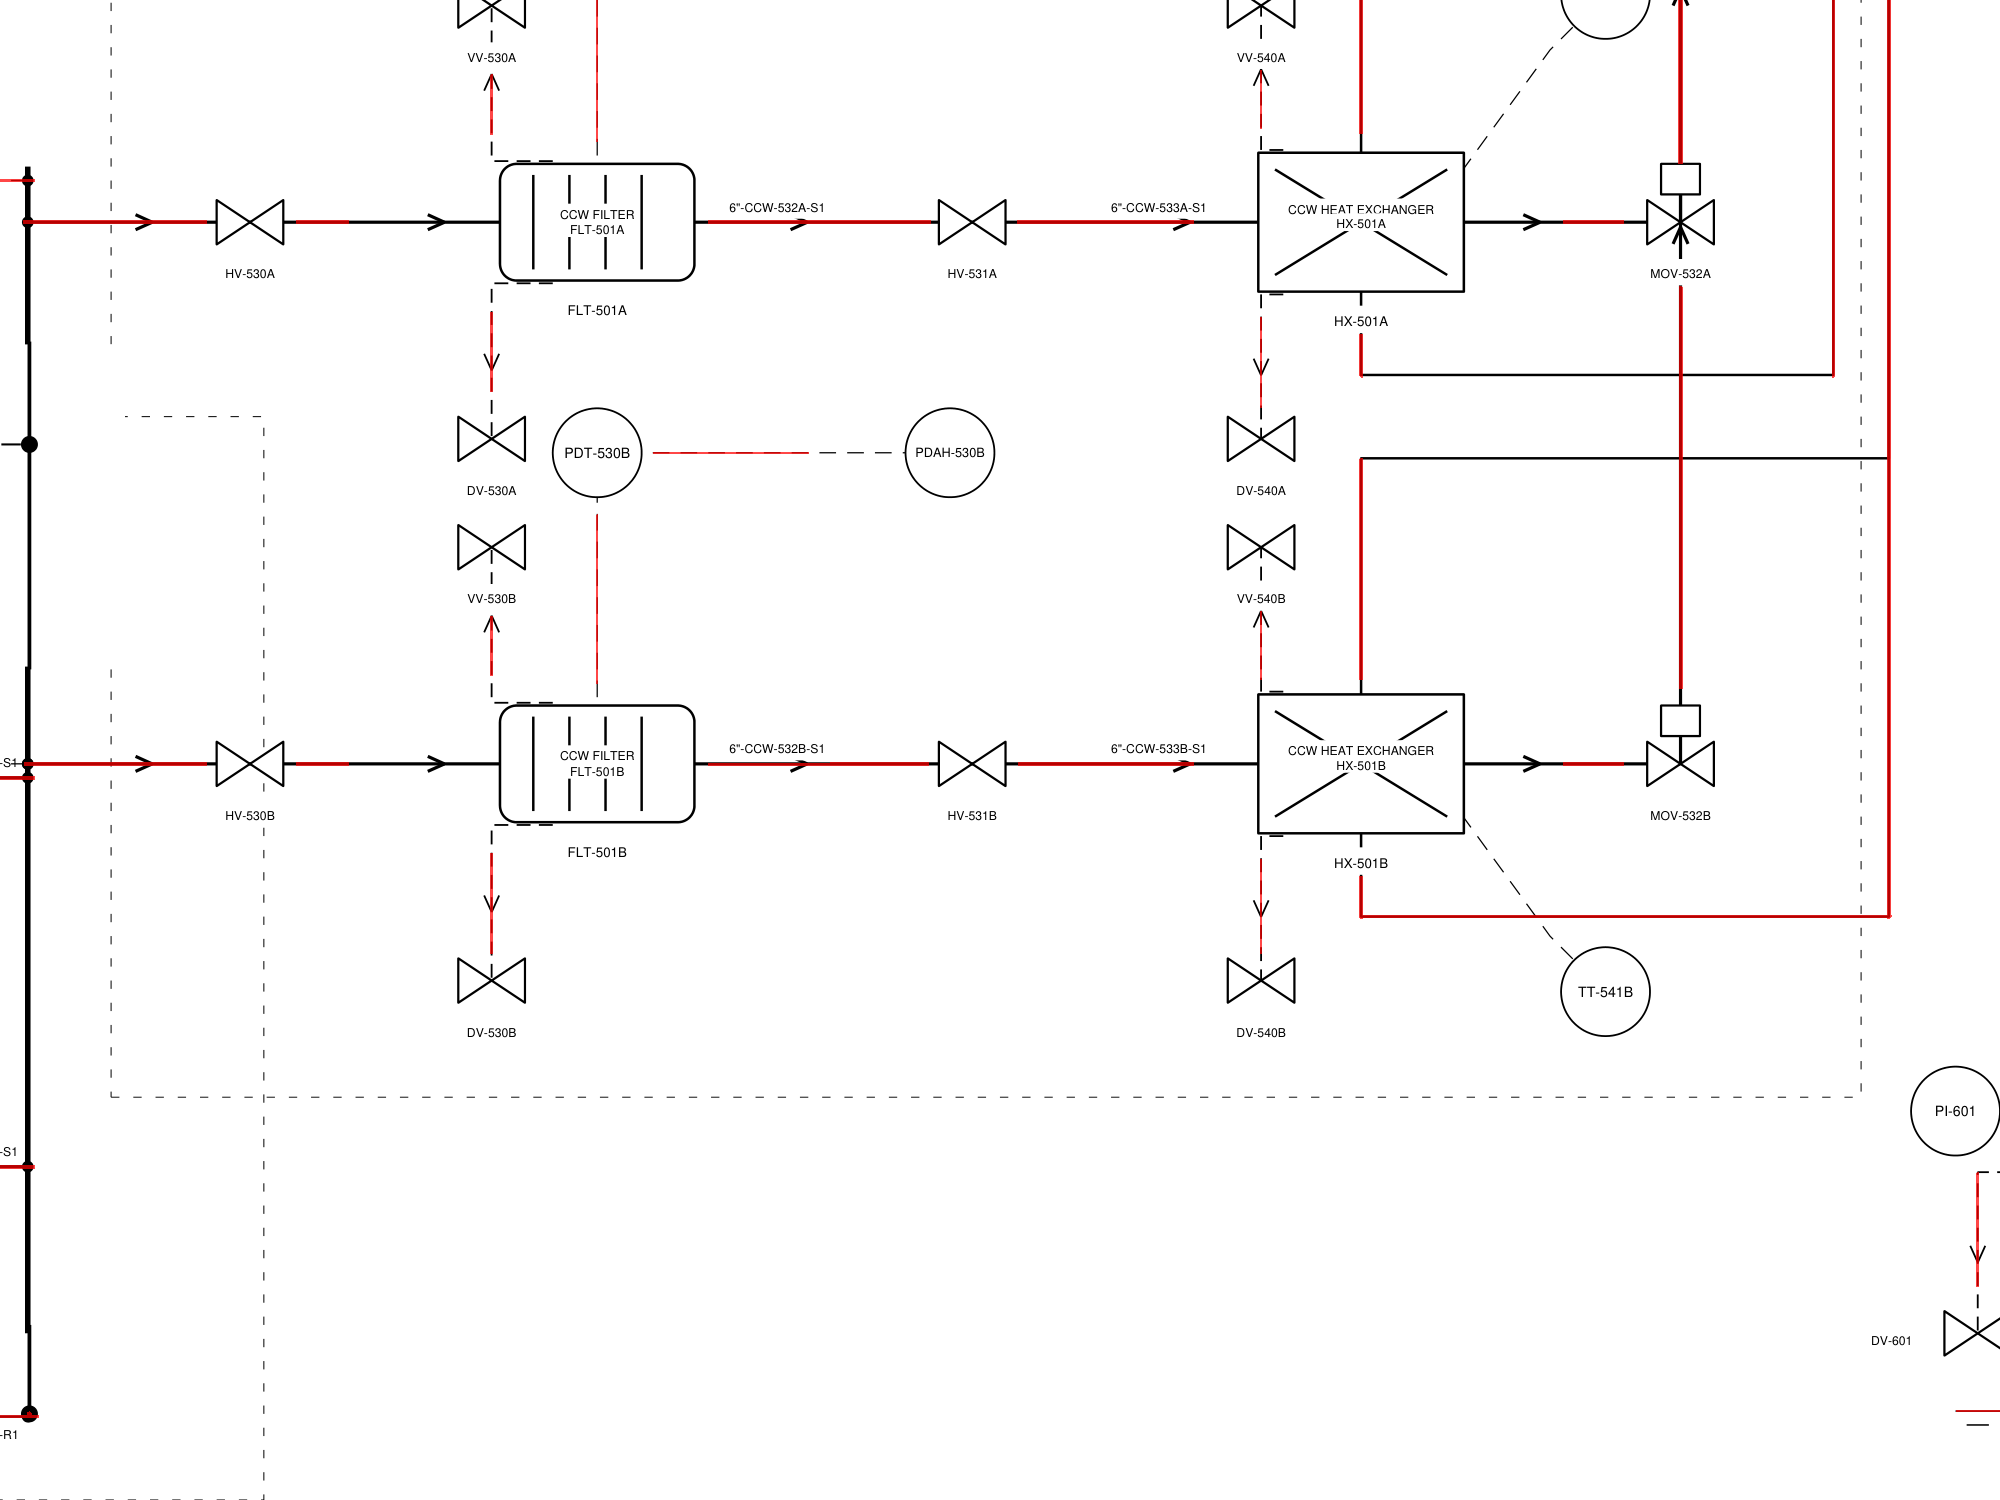 VV-530A
VV-540A
6"-CCW-532A-S1
6"-CCW-533A-S1
CCW FILTER
FLT-501A
CCW HEAT EXCHANGER
HX-501A
HV-530A
HV-531A
MOV-532A
FLT-501A
HX-501A
PDT-530B
PDAH-530B
DV-530A
DV-540A
VV-530B
VV-540B
6"-CCW-532B-S1
6"-CCW-533B-S1
CCW FILTER
FLT-501B
CCW HEAT EXCHANGER
HX-501B
-S1
HV-530B
HV-531B
MOV-532B
FLT-501B
HX-501B
TT-541B
DV-530B
DV-540B
PI-601
-S1
DV-601
-R1